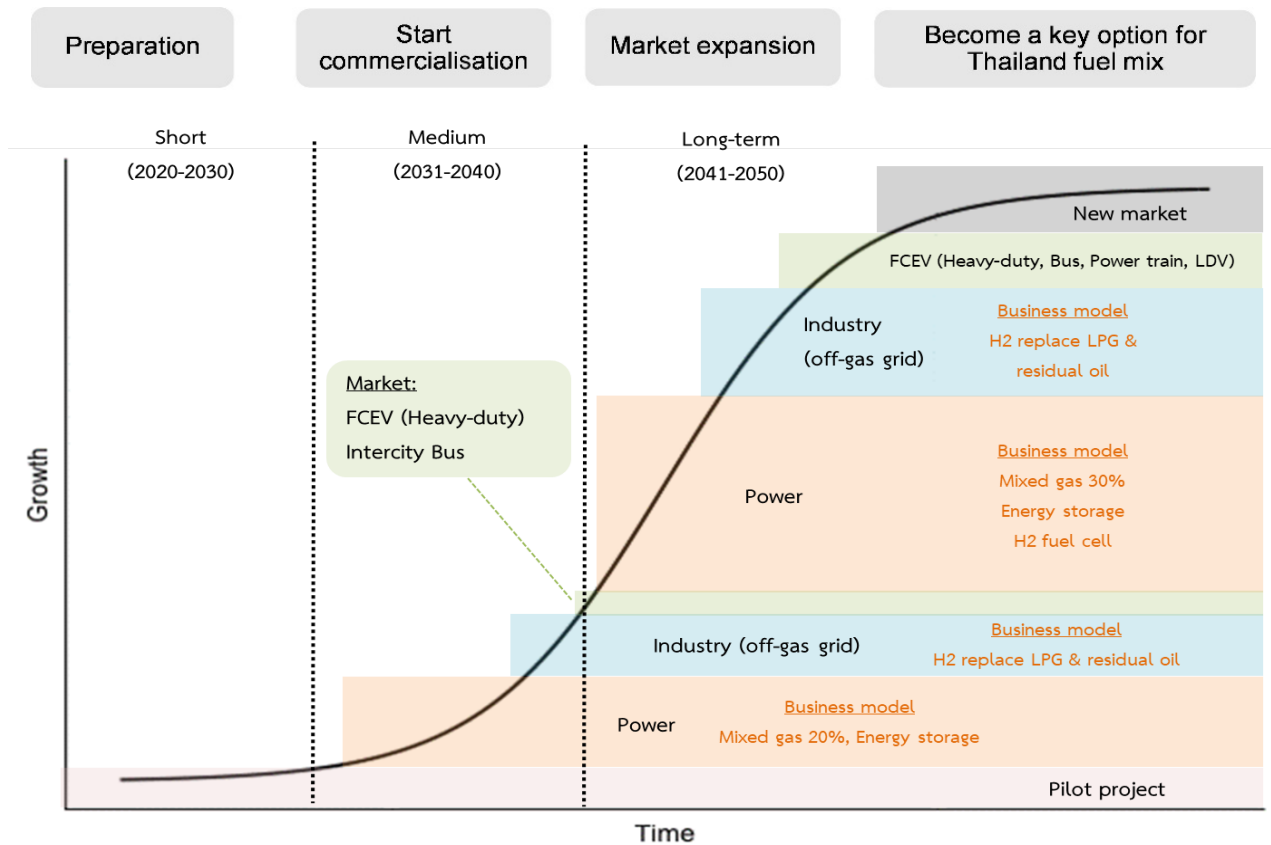 Preparation
Start
commercialisation
Market expansion
Become a key option for
Thailand fuel mix
Short
(2020-2030)
Medium
(2031-2040)
Long-term
(2041-2050)
New market
FCEV (Heavy-duty, Bus, Power train, LDV)
Industry
(off-gas grid)
Business model
H2 replace LPG &
residual oil
Market:
FCEV (Heavy-duty)
Intercity Bus
Power
Business model
Mixed gas 30%
Energy storage
H2 fuel cell
Industry (off-gas grid)
Business model
H2 replace LPG & residual oil
Power
Business model
Mixed gas 20%, Energy storage
Pilot project
Growth
Time